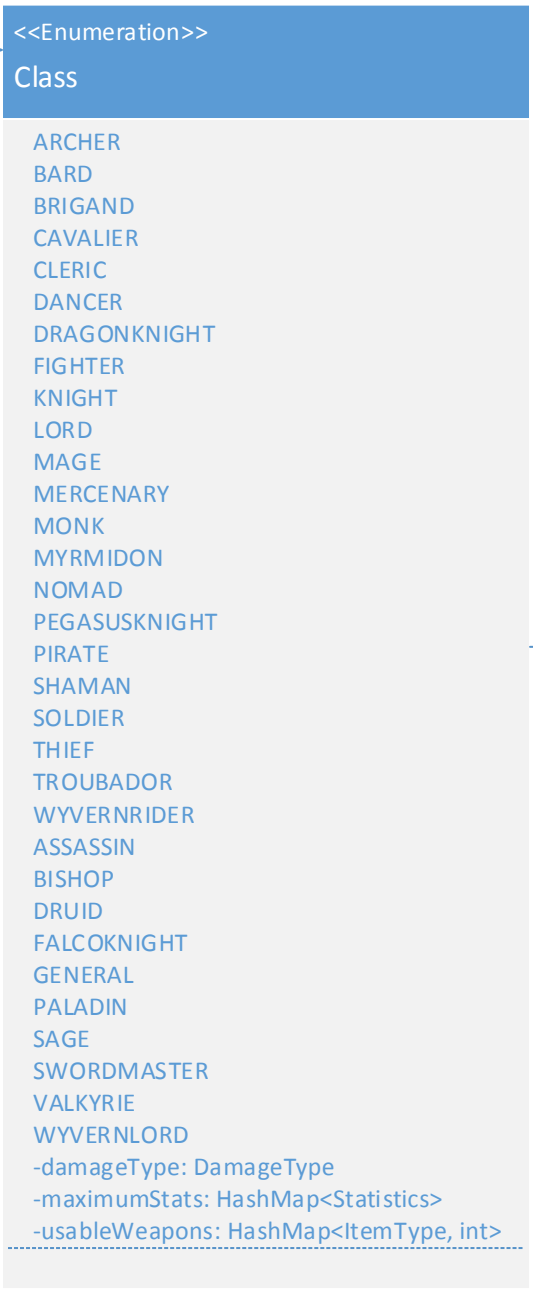 <<Enumeration>>
Class
ARCHER
BARD
BRIGAND
CAVALIER
CLERIC
DANCER
DRAGONKNIGHT
FIGHTER
KNIGHT
LORD
MAGE
MERCENARY
MONK
MYRMIDON
NOMAD
PEGASUSKNIGHT
PIRATE
SHAMAN
SOLDIER
THIEF
TROUBADOR
WYVERNRIDER
ASSASSIN
BISHOP
DRUID
FALCOKNIGHT
GENERAL
PALADIN
SAGE
SWORDMASTER
VALKYRIE
WYVERNLORD
-damageType: DamageType
-maximumStats: HashMap<Statistics>
-usableWeapons: HashMap<ItemType, int>